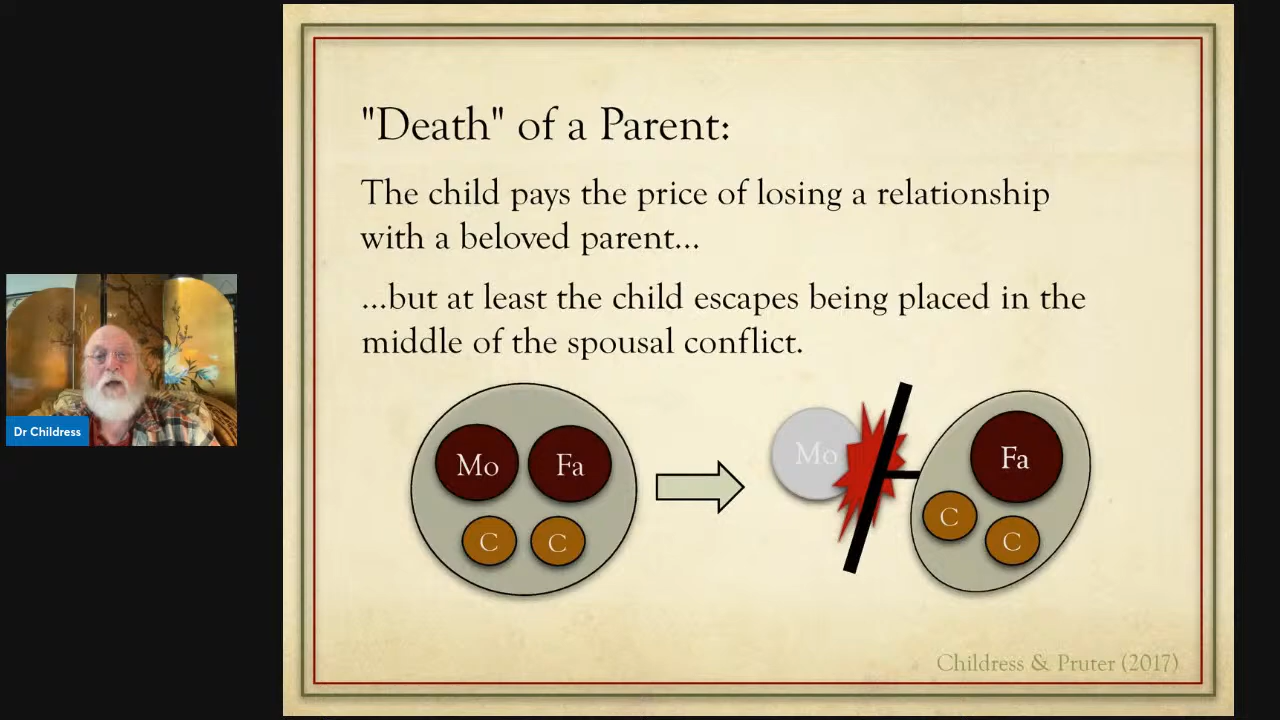 "Death" of a Parent:
The child pays the price of losing a relationship
with a beloved parent...
...but at least the child escapes being placed in the
middle of the spousal conflict.
Mo
Fa
C
C
Mo
Fa
C
C
Dr Childress
Childress & Pruter (2017)